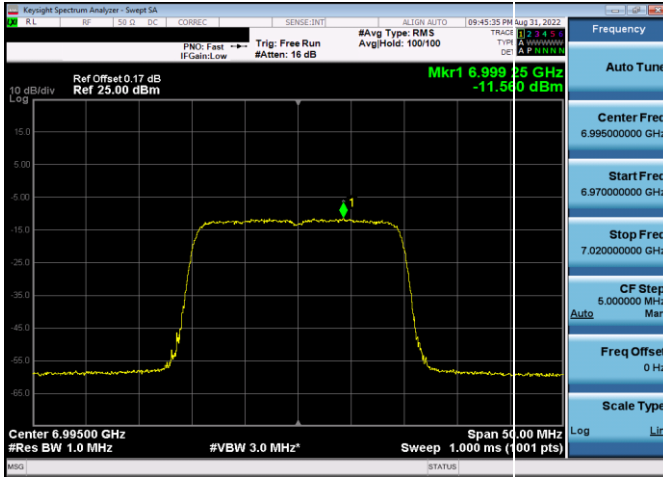 Keysight Spectrum Analyzer - Swept SA
RL RF 50 Ω DC CORREC SENSE:INT ALIGN AUTO 09:45:35 PM Aug 31, 2022
Frequency
#Avg Type: RMS
TRACE 1 2 3 4 5 6
PNO: Fast Trig: Free Run Avg|Hold: 100/100
TYPE A WWWWW
IFGain:Low #Atten: 16 dB
DET A P N N N N
Auto Tune
Ref Offset 0.17 dB
Mkr1 6.999 25 GHz
10 dB/div Ref 25.00 dBm
-11.560 dBm
Log
Center Freq
6.995000000 GHz
15.0
5.00
Start Freq
6.970000000 GHz
-5.00
1
-15.0
Stop Freq
7.020000000 GHz
-25.0
-35.0
CF Step
5.000000 MHz
Auto Man
-45.0
-55.0
Freq Offset
0 Hz
-65.0
Scale Type
Center 6.99500 GHz Span 50.00 MHz
Log Lin
#Res BW 1.0 MHz #VBW 3.0 MHz* Sweep 1.000 ms (1001 pts)
MSG STATUS